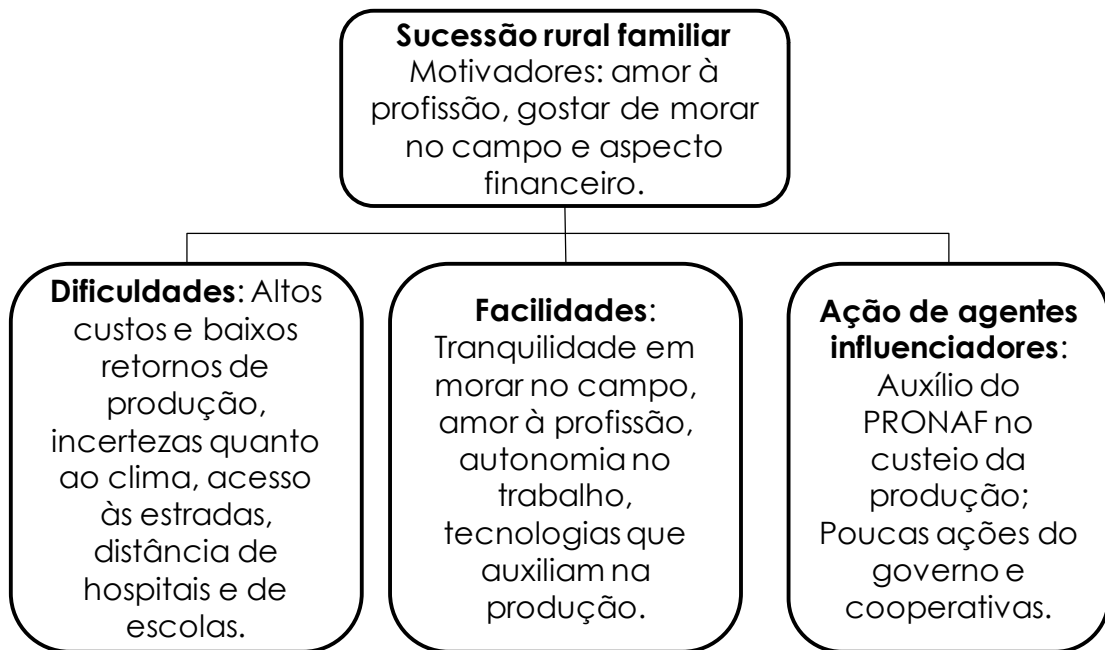 Sucessão rural familiar
Motivadores: amor à
profissão, gostar de morar
no campo e aspecto
financeiro.
Dificuldades: Altos
custos e baixos
retornos de
produção,
incertezas quanto
ao clima, acesso
às estradas,
distância de
hospitais e de
escolas.
Facilidades:
Tranquilidade em
morar no campo,
amor à profissão,
autonomia no
trabalho,
tecnologias que
auxiliam na
produção.
Ação de agentes
influenciadores:
Auxílio do
PRONAF no
custeio da
produção;
Poucas ações do
governo e
cooperativas.